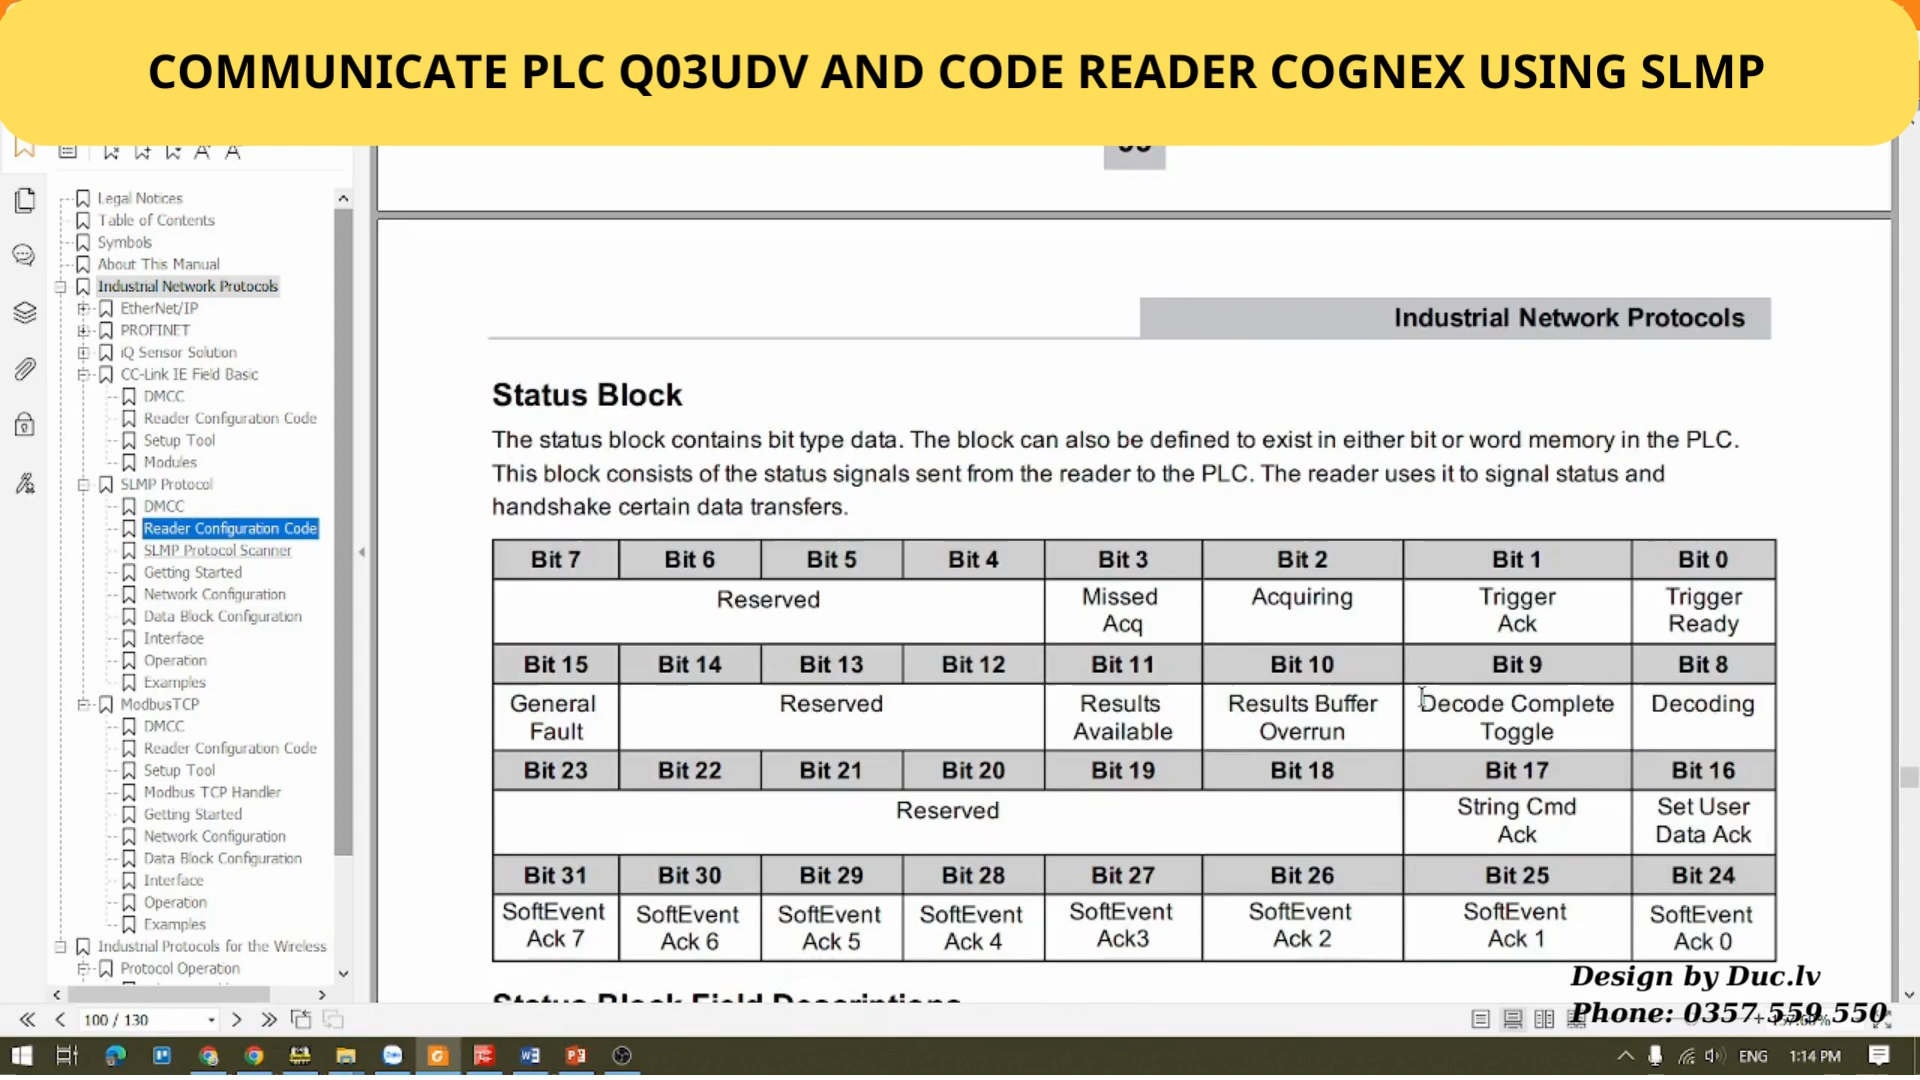 COMMUNICATE PLC Q03UDV AND CODE READER COGNEX USING SLMP
Legal Notices
Table of Contents
Symbols
About This Manual
Industrial Network Protocols
EtherNet/IP
PROFINET
iQ Sensor Solution
CC-Link IE Field Basic
DMCC
Reader Configuration Code
Setup Tool
Modules
SLMP Protocol
DMCC
Reader Configuration Code
SLMP Protocol Scanner
Getting Started
Network Configuration
Data Block Configuration
Interface
Operation
Examples
ModbusTCP
DMCC
Reader Configuration Code
Setup Tool
Modbus TCP Handler
Getting Started
Network Configuration
Data Block Configuration
Interface
Operation
Examples
Industrial Protocols for the Wireless
Protocol Operation
Industrial Network Protocols
Status Block
The status block contains bit type data. The block can also be defined to exist in either bit or word memory in the PLC.
This block consists of the status signals sent from the reader to the PLC. The reader uses it to signal status and
handshake certain data transfers.
Bit 7 Bit 6 Bit 5 Bit 4 Bit 3 Bit 2 Bit 1 Bit 0
Reserved Missed Acquiring Trigger Trigger
Acq Ack Ready
Bit 15 Bit 14 Bit 13 Bit 12 Bit 11 Bit 10 Bit 9 Bit 8
General Reserved Results Results Buffer Decode Complete Decoding
Fault Available Overrun Toggle
Bit 23 Bit 22 Bit 21 Bit 20 Bit 19 Bit 18 Bit 17 Bit 16
Reserved String Cmd Set User
Ack Data Ack
Bit 31 Bit 30 Bit 29 Bit 28 Bit 27 Bit 26 Bit 25 Bit 24
SoftEvent SoftEvent SoftEvent SoftEvent SoftEvent SoftEvent SoftEvent SoftEvent
Ack 7 Ack 6 Ack 5 Ack 4 Ack3 Ack 2 Ack 1 Ack 0
Status Block Field Descriptions
Design by Duc.lv
Phone: 0357.559.550
100 / 130
ENG 1:14 PM